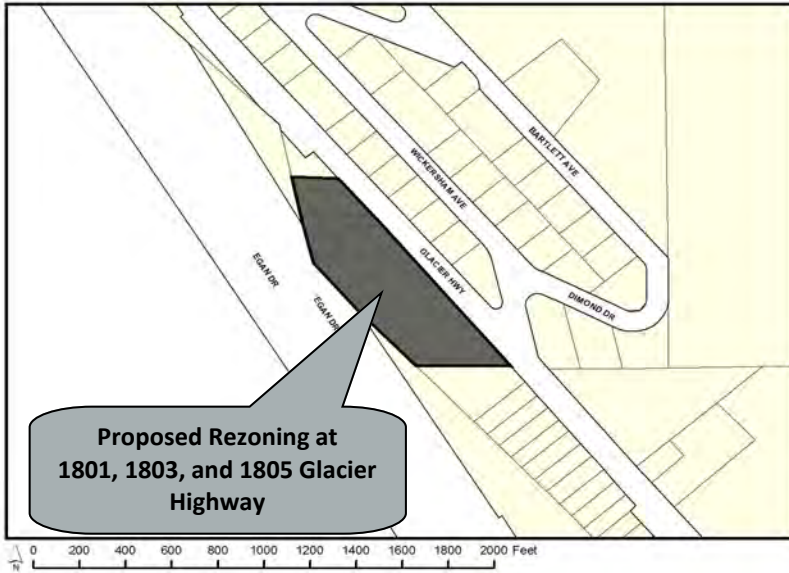 BARTLETT AVE
WICKERSHAM AVE
GLACIER HWY
EGAN DR
EGAN DR
DIMOND DR
Proposed Rezoning at
1801, 1803, and 1805 Glacier
Highway
N
0 200 400 600 800 1000 1200 1400 1600 1800 2000 Feet